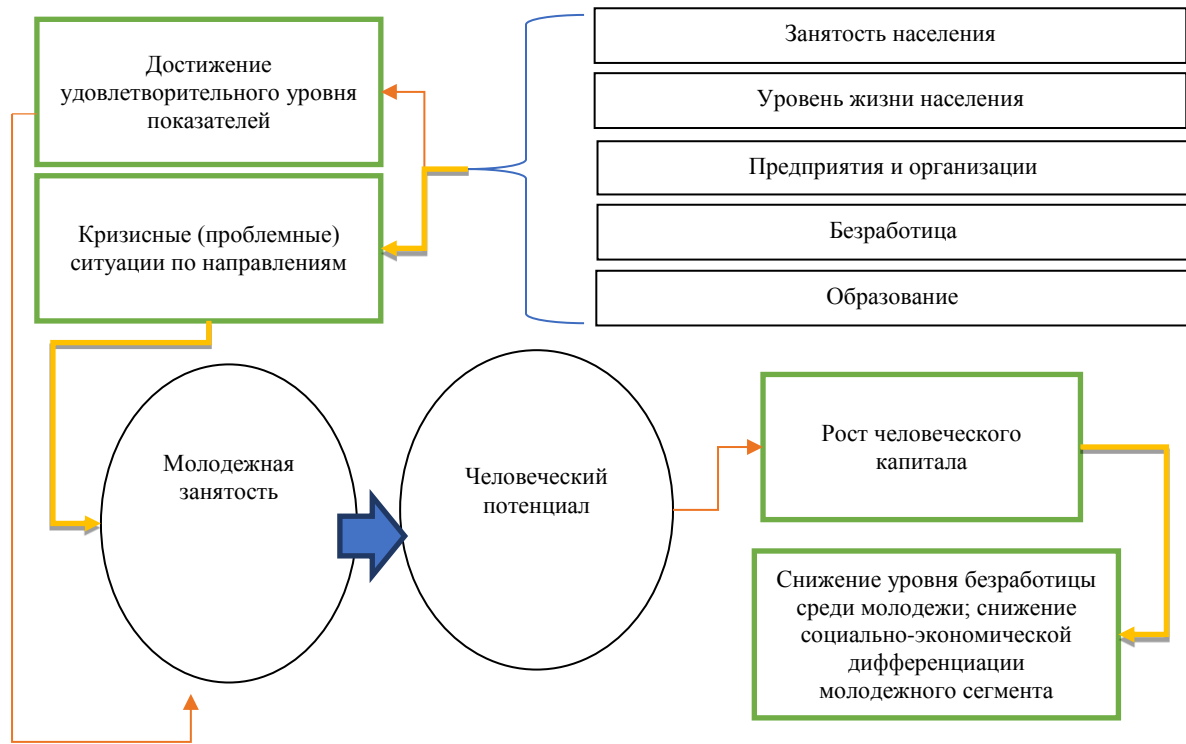 Достижение
удовлетворительного уровня
показателей
Кризисные (проблемные)
ситуации по направлениям
Занятость населения
Уровень жизни населения
Предприятия и организации
Безработица
Образование
Молодежная
занятость
Человеческий
потенциал
Рост человеческого
капитала
Снижение уровня безработицы
среди молодежи; снижение
социально-экономической
дифференциации
молодежного сегмента